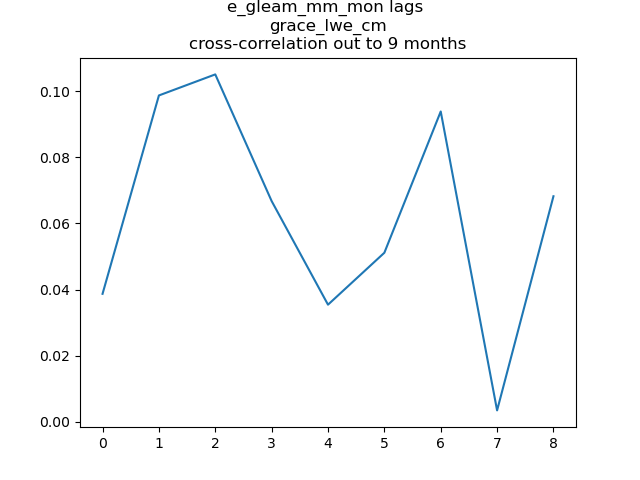 e_gleam_mm_mon lags
grace_lwe_cm
cross-correlation out to 9 months
0.10
0.08
0.06
0.04
0.02
0.00
0 1 2 3 4 5 6 7 8